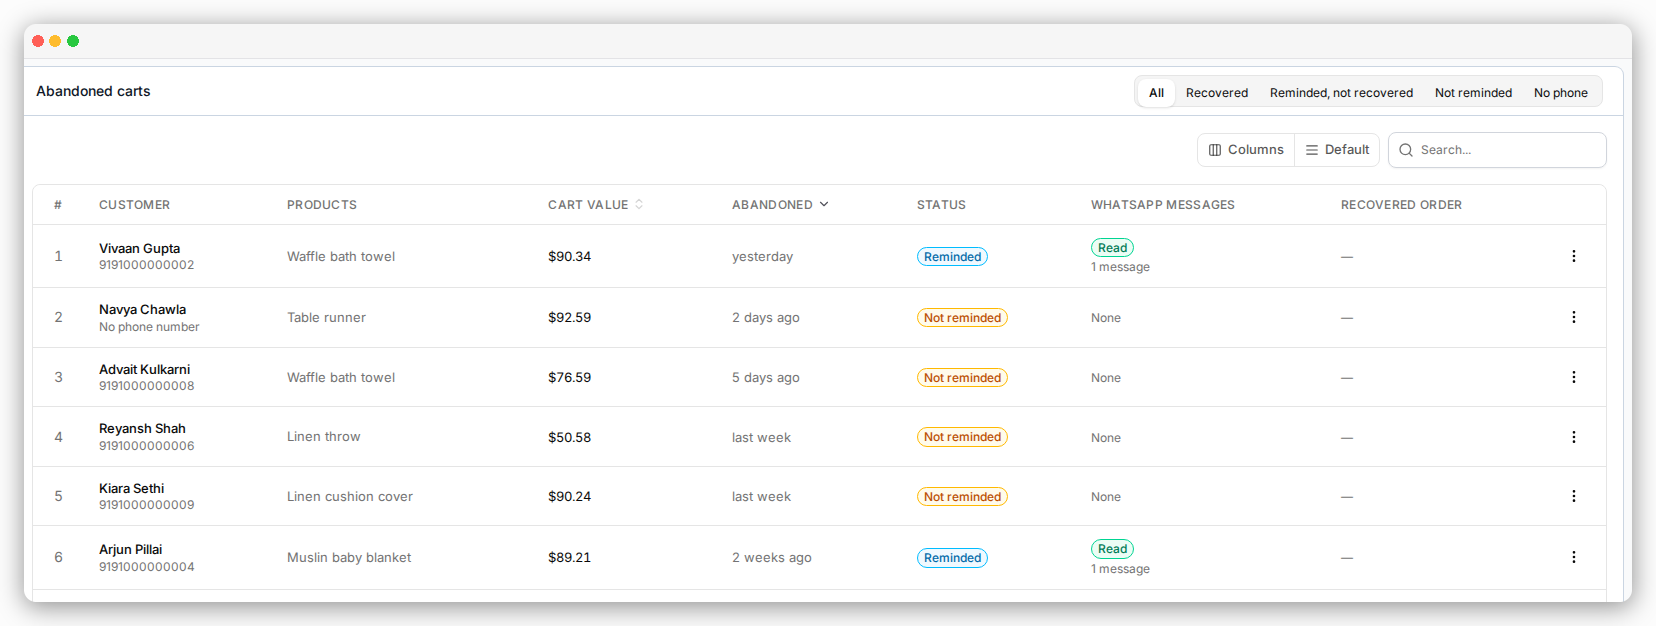 Abandoned carts
All Recovered Reminded, not recovered Not reminded No phone
Columns Default Search...
# CUSTOMER PRODUCTS CART VALUE ABANDONED STATUS WHATSAPP MESSAGES RECOVERED ORDER
1 Vivaan Gupta Waffle bath towel $90.34 yesterday Reminded Read —
9191000000002 1 message
2 Navya Chawla Table runner $92.59 2 days ago Not reminded None —
No phone number
3 Advait Kulkarni Waffle bath towel $76.59 5 days ago Not reminded None —
9191000000008
4 Reyansh Shah Linen throw $50.58 last week Not reminded None —
9191000000006
5 Kiara Sethi Linen cushion cover $90.24 last week Not reminded None —
9191000000009
6 Arjun Pillai Muslin baby blanket $89.21 2 weeks ago Reminded Read —
9191000000004 1 message